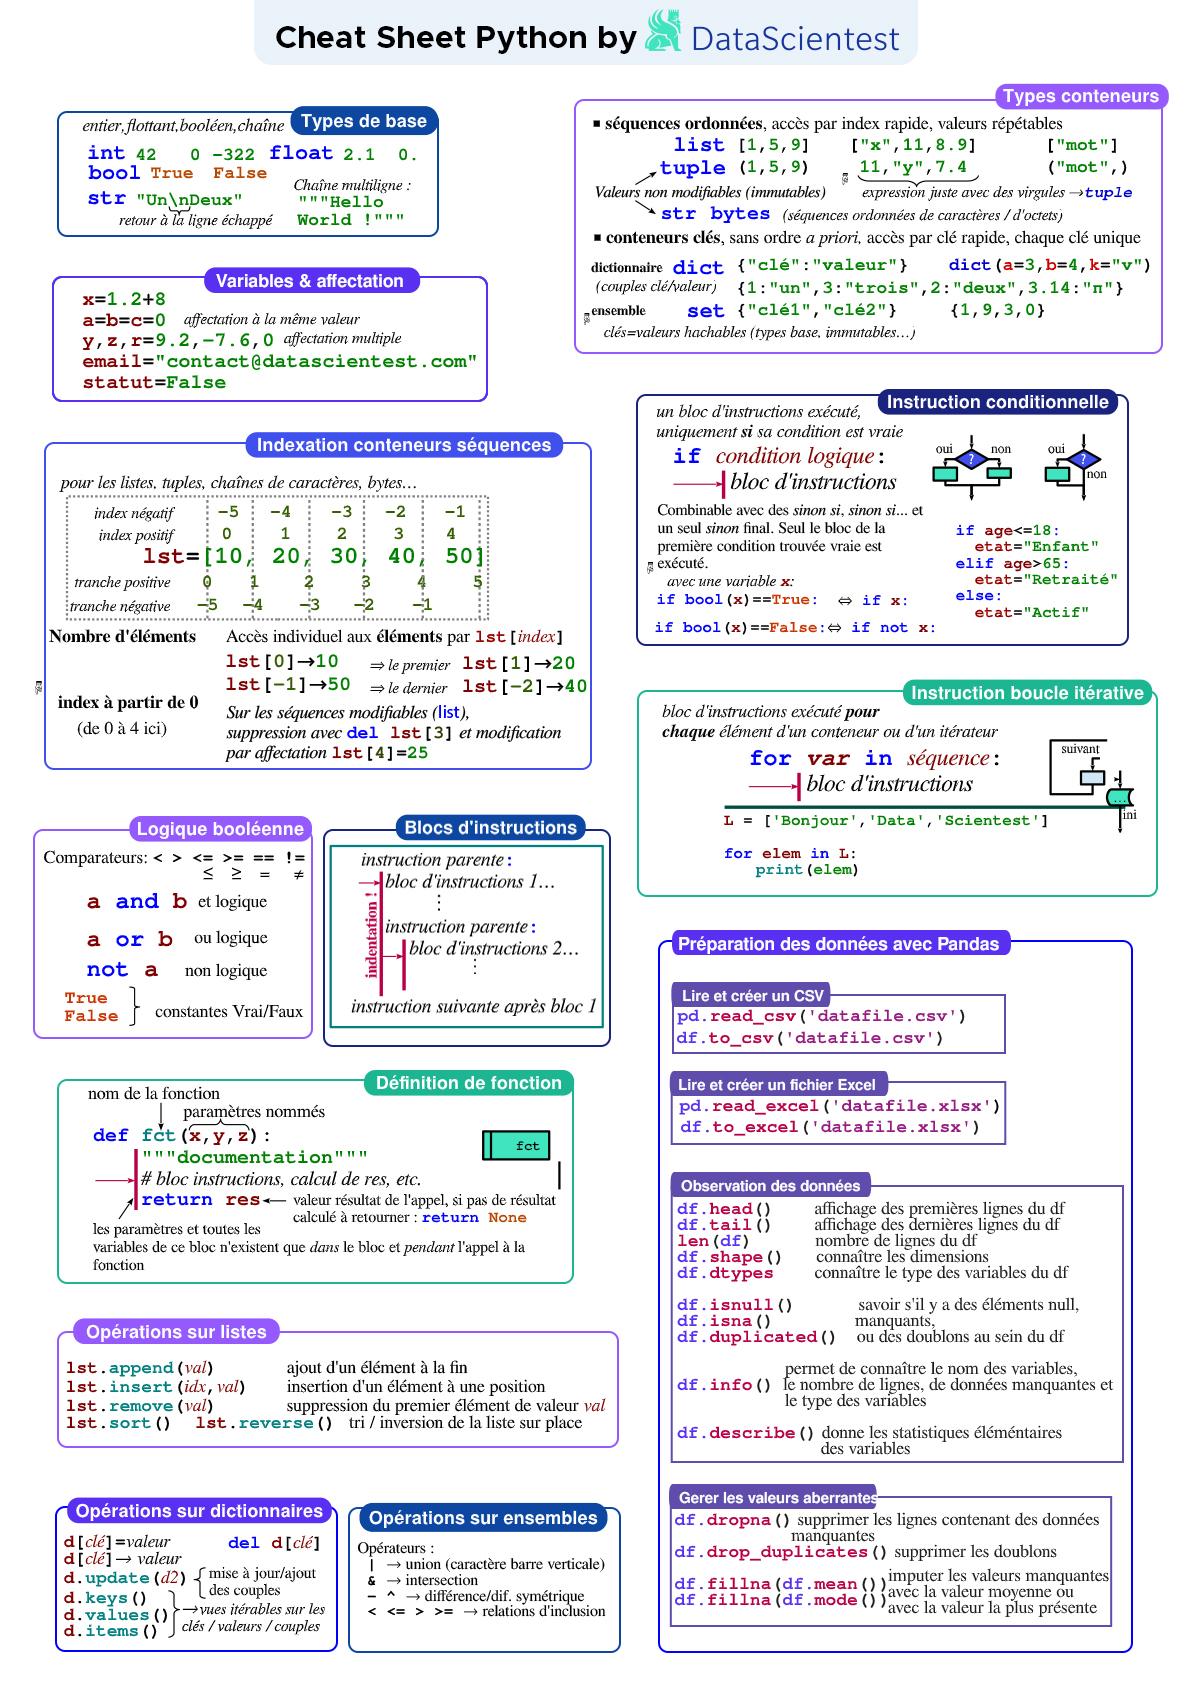 Cheat Sheet Python by DataScientest
Types de base
entier,flottant,booléen,chaîne
int 42 0 -322 float 2.1 0.
bool True False
str "Un\nDeux"
retour à la ligne échappé
Chaîne multiligne :
"""Hello
World !"""
Types conteneurs
■ séquences ordonnées, accès par index rapide, valeurs répétables
list [1,5,9] ["x",11,8.9] ["mot"]
tuple (1,5,9) 11,"y",7.4 ("mot",)
Valeurs non modifiables (immutables) expression juste avec des virgules →tuple
str bytes (séquences ordonnées de caractères / d'octets)
■ conteneurs clés, sans ordre a priori, accès par clé rapide, chaque clé unique
dictionnaire dict {"clé":"valeur"} dict(a=3,b=4,k="v")
(couples clé/valeur) {1:"un",3:"trois",2:"deux",3.14:"π"}
ensemble set {"clé1","clé2"} {1,9,3,0}
clés=valeurs hachables (types base, immutables…)
Variables & affectation
x=1.2+8
a=b=c=0 affectation à la même valeur
y,z,r=9.2,-7.6,0 affectation multiple
email="contact@datascientest.com"
statut=False
Indexation conteneurs séquences
pour les listes, tuples, chaînes de caractères, bytes…
index négatif -5 -4 -3 -2 -1
index positif 0 1 2 3 4
lst=[10, 20, 30, 40, 50]
tranche positive 0 1 2 3 4 5
tranche négative -5 -4 -3 -2 -1
Nombre d'éléments
index à partir de 0
(de 0 à 4 ici)
Accès individuel aux éléments par lst[index]
lst[0]→10 ⇒ le premier lst[1]→20
lst[-1]→50 ⇒ le dernier lst[-2]→40
Sur les séquences modifiables (list),
suppression avec del lst[3] et modification
par affectation lst[4]=25
Instruction conditionnelle
un bloc d'instructions exécuté,
uniquement si sa condition est vraie
if condition logique:
bloc d'instructions
oui ? non
oui ? non
Combinable avec des sinon si, sinon si... et
un seul sinon final. Seul le bloc de la
première condition trouvée vraie est
exécuté.
avec une variable x:
if bool(x)==True: ⇔ if x:
if bool(x)==False:⇔ if not x:
if age<=18:
etat="Enfant"
elif age>65:
etat="Retraité"
else:
etat="Actif"
Instruction boucle itérative
bloc d'instructions exécuté pour
chaque élément d'un conteneur ou d'un itérateur
for var in séquence:
bloc d'instructions
suivant
...
ini
L = ['Bonjour','Data','Scientest']
for elem in L:
print(elem)
Logique booléenne
Comparateurs: < > <= >= == !=
≤ ≥ = ≠
a and b et logique
a or b ou logique
not a non logique
True
False
constantes Vrai/Faux
Blocs d'instructions
instruction parente:
bloc d'instructions 1…
⋮
instruction parente:
bloc d'instructions 2…
⋮
indentation !
instruction suivante après bloc 1
Définition de fonction
nom de la fonction
paramètres nommés
def fct(x,y,z):
"""documentation"""
# bloc instructions, calcul de res, etc.
return res← valeur résultat de l'appel, si pas de résultat
calculé à retourner : return None
fct
les paramètres et toutes les
variables de ce bloc n'existent que dans le bloc et pendant l'appel à la
fonction
Opérations sur listes
lst.append(val) ajout d'un élément à la fin
lst.insert(idx,val) insertion d'un élément à une position
lst.remove(val) suppression du premier élément de valeur val
lst.sort() lst.reverse() tri / inversion de la liste sur place
Opérations sur dictionnaires
d[clé]=valeur del d[clé]
d[clé]→ valeur
d.update(d2) mise à jour/ajout
des couples
d.keys()
d.values() →vues itérables sur les
d.items() clés / valeurs / couples
Opérations sur ensembles
Opérateurs :
| → union (caractère barre verticale)
& → intersection
- ^ → différence/dif. symétrique
< <= > >= → relations d'inclusion
Préparation des données avec Pandas
Lire et créer un CSV
pd.read_csv('datafile.csv')
df.to_csv('datafile.csv')
Lire et créer un fichier Excel
pd.read_excel('datafile.xlsx')
df.to_excel('datafile.xlsx')
Observation des données
df.head() affichage des premières lignes du df
df.tail() affichage des dernières lignes du df
len(df) nombre de lignes du df
df.shape() connaître les dimensions
df.dtypes connaître le type des variables du df
df.isnull() savoir s'il y a des éléments null,
df.isna() manquants,
df.duplicated() ou des doublons au sein du df
permet de connaître le nom des variables,
df.info() le nombre de lignes, de données manquantes et
le type des variables
df.describe() donne les statistiques éléméntaires
des variables
Gerer les valeurs aberrantes
df.dropna() supprimer les lignes contenant des données
manquantes
df.drop_duplicates() supprimer les doublons
df.fillna(df.mean()) imputer les valeurs manquantes
avec la valeur moyenne ou
df.fillna(df.mode()) avec la valeur la plus présente